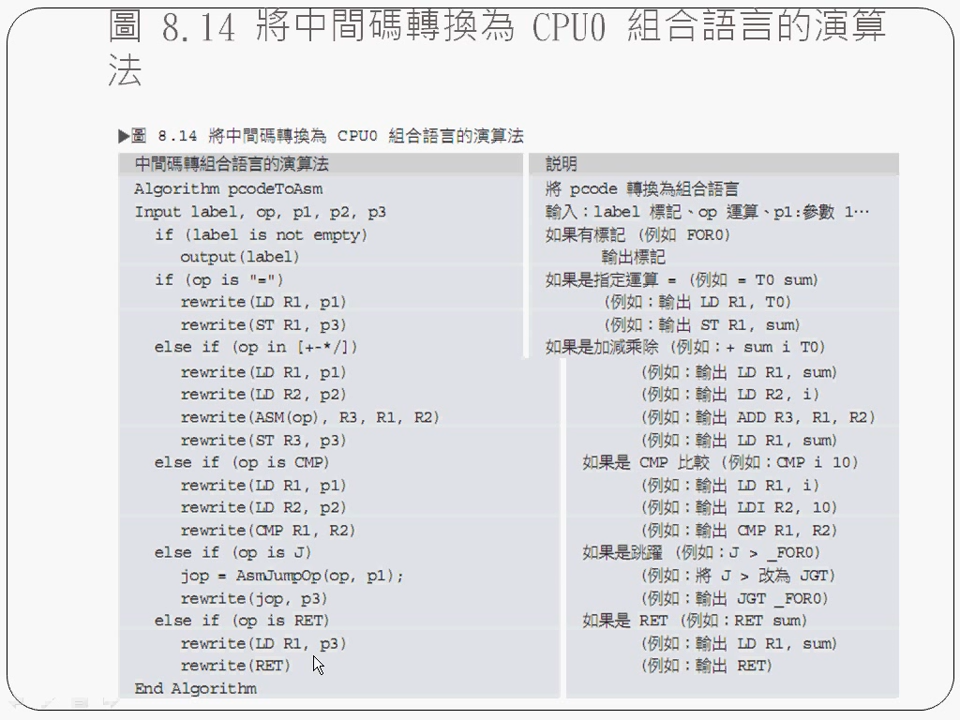 圖 8.14 將中間碼轉換為 CPU0 組合語言的演算
法
▶圖 8.14 將中間碼轉換為 CPU0 組合語言的演算法
中間碼轉組合語言的演算法 說明
Algorithm pcodeToAsm 將 pcode 轉換為組合語言
Input label, op, p1, p2, p3 輸入：label 標記、op 運算、p1:參數 1…
if (label is not empty) 如果有標記 (例如 FOR0)
output(label) 輸出標記
if (op is "=") 如果是指定運算 = (例如 = T0 sum)
rewrite(LD R1, p1) (例如：輸出 LD R1, T0)
rewrite(ST R1, p3) (例如：輸出 ST R1, sum)
else if (op in [+-*/]) 如果是加減乘除 (例如：+ sum i T0)
rewrite(LD R1, p1) (例如：輸出 LD R1, sum)
rewrite(LD R2, p2) (例如：輸出 LD R2, i)
rewrite(ASM(op), R3, R1, R2) (例如：輸出 ADD R3, R1, R2)
rewrite(ST R3, p3) (例如：輸出 LD R1, sum)
else if (op is CMP) 如果是 CMP 比較 (例如：CMP i 10)
rewrite(LD R1, p1) (例如：輸出 LD R1, i)
rewrite(LD R2, p2) (例如：輸出 LDI R2, 10)
rewrite(CMP R1, R2) (例如：輸出 CMP R1, R2)
else if (op is J) 如果是跳躍 (例如：J > _FOR0)
jop = AsmJumpOp(op, p1); (例如：將 J > 改為 JGT)
rewrite(jop, p3) (例如：輸出 JGT _FOR0)
else if (op is RET) 如果是 RET (例如：RET sum)
rewrite(LD R1, p3) (例如：輸出 LD R1, sum)
rewrite(RET) (例如：輸出 RET)
End Algorithm